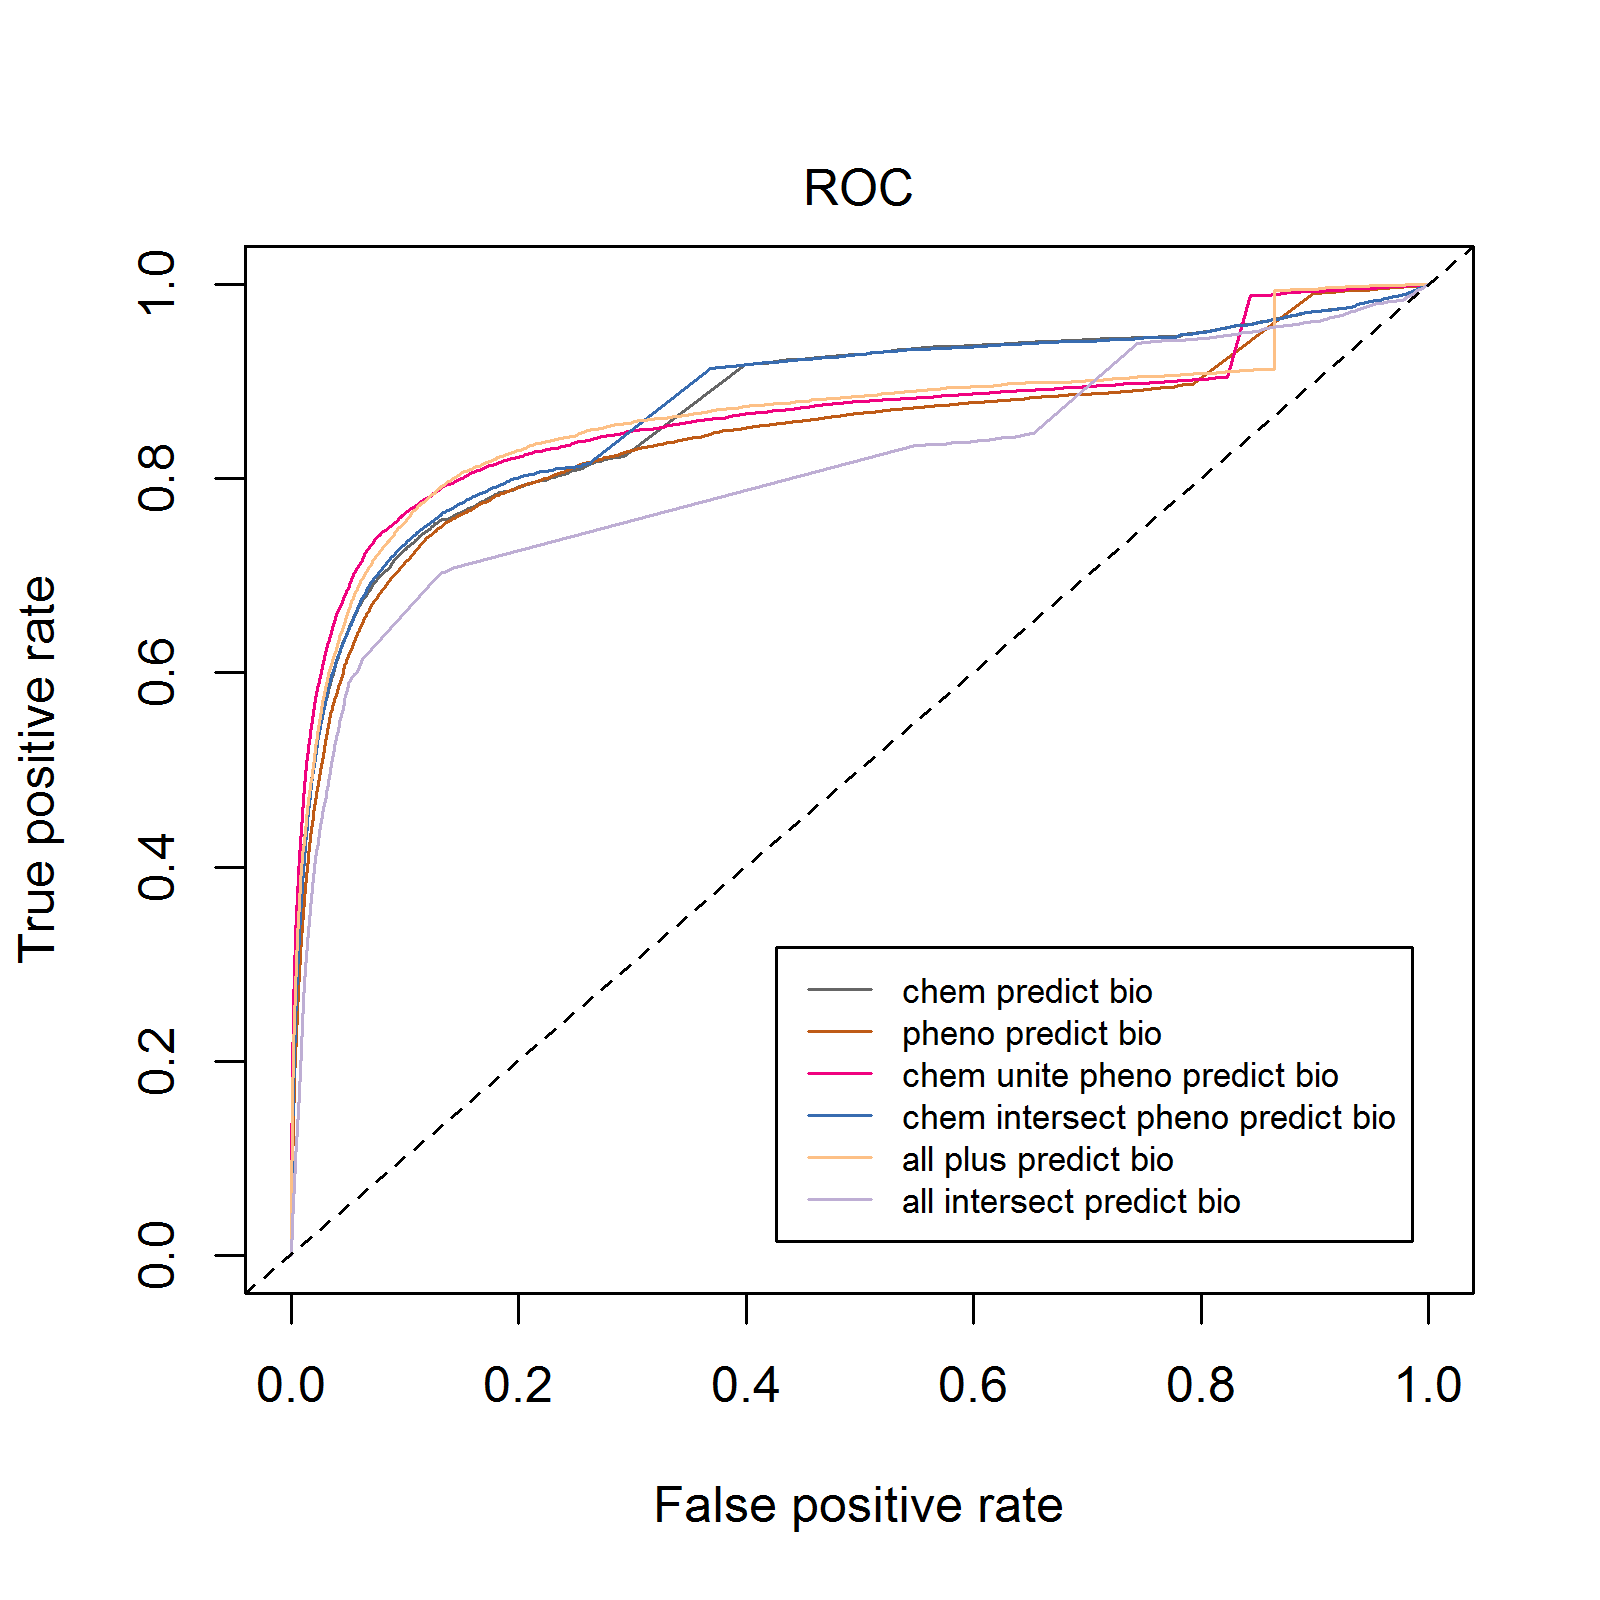 ROC
True positive rate
1.0
0.8
0.6
0.4
0.2
0.0
chem predict bio
pheno predict bio
chem unite pheno predict bio
chem intersect pheno predict bio
all plus predict bio
all intersect predict bio
0.0 0.2 0.4 0.6 0.8 1.0
False positive rate